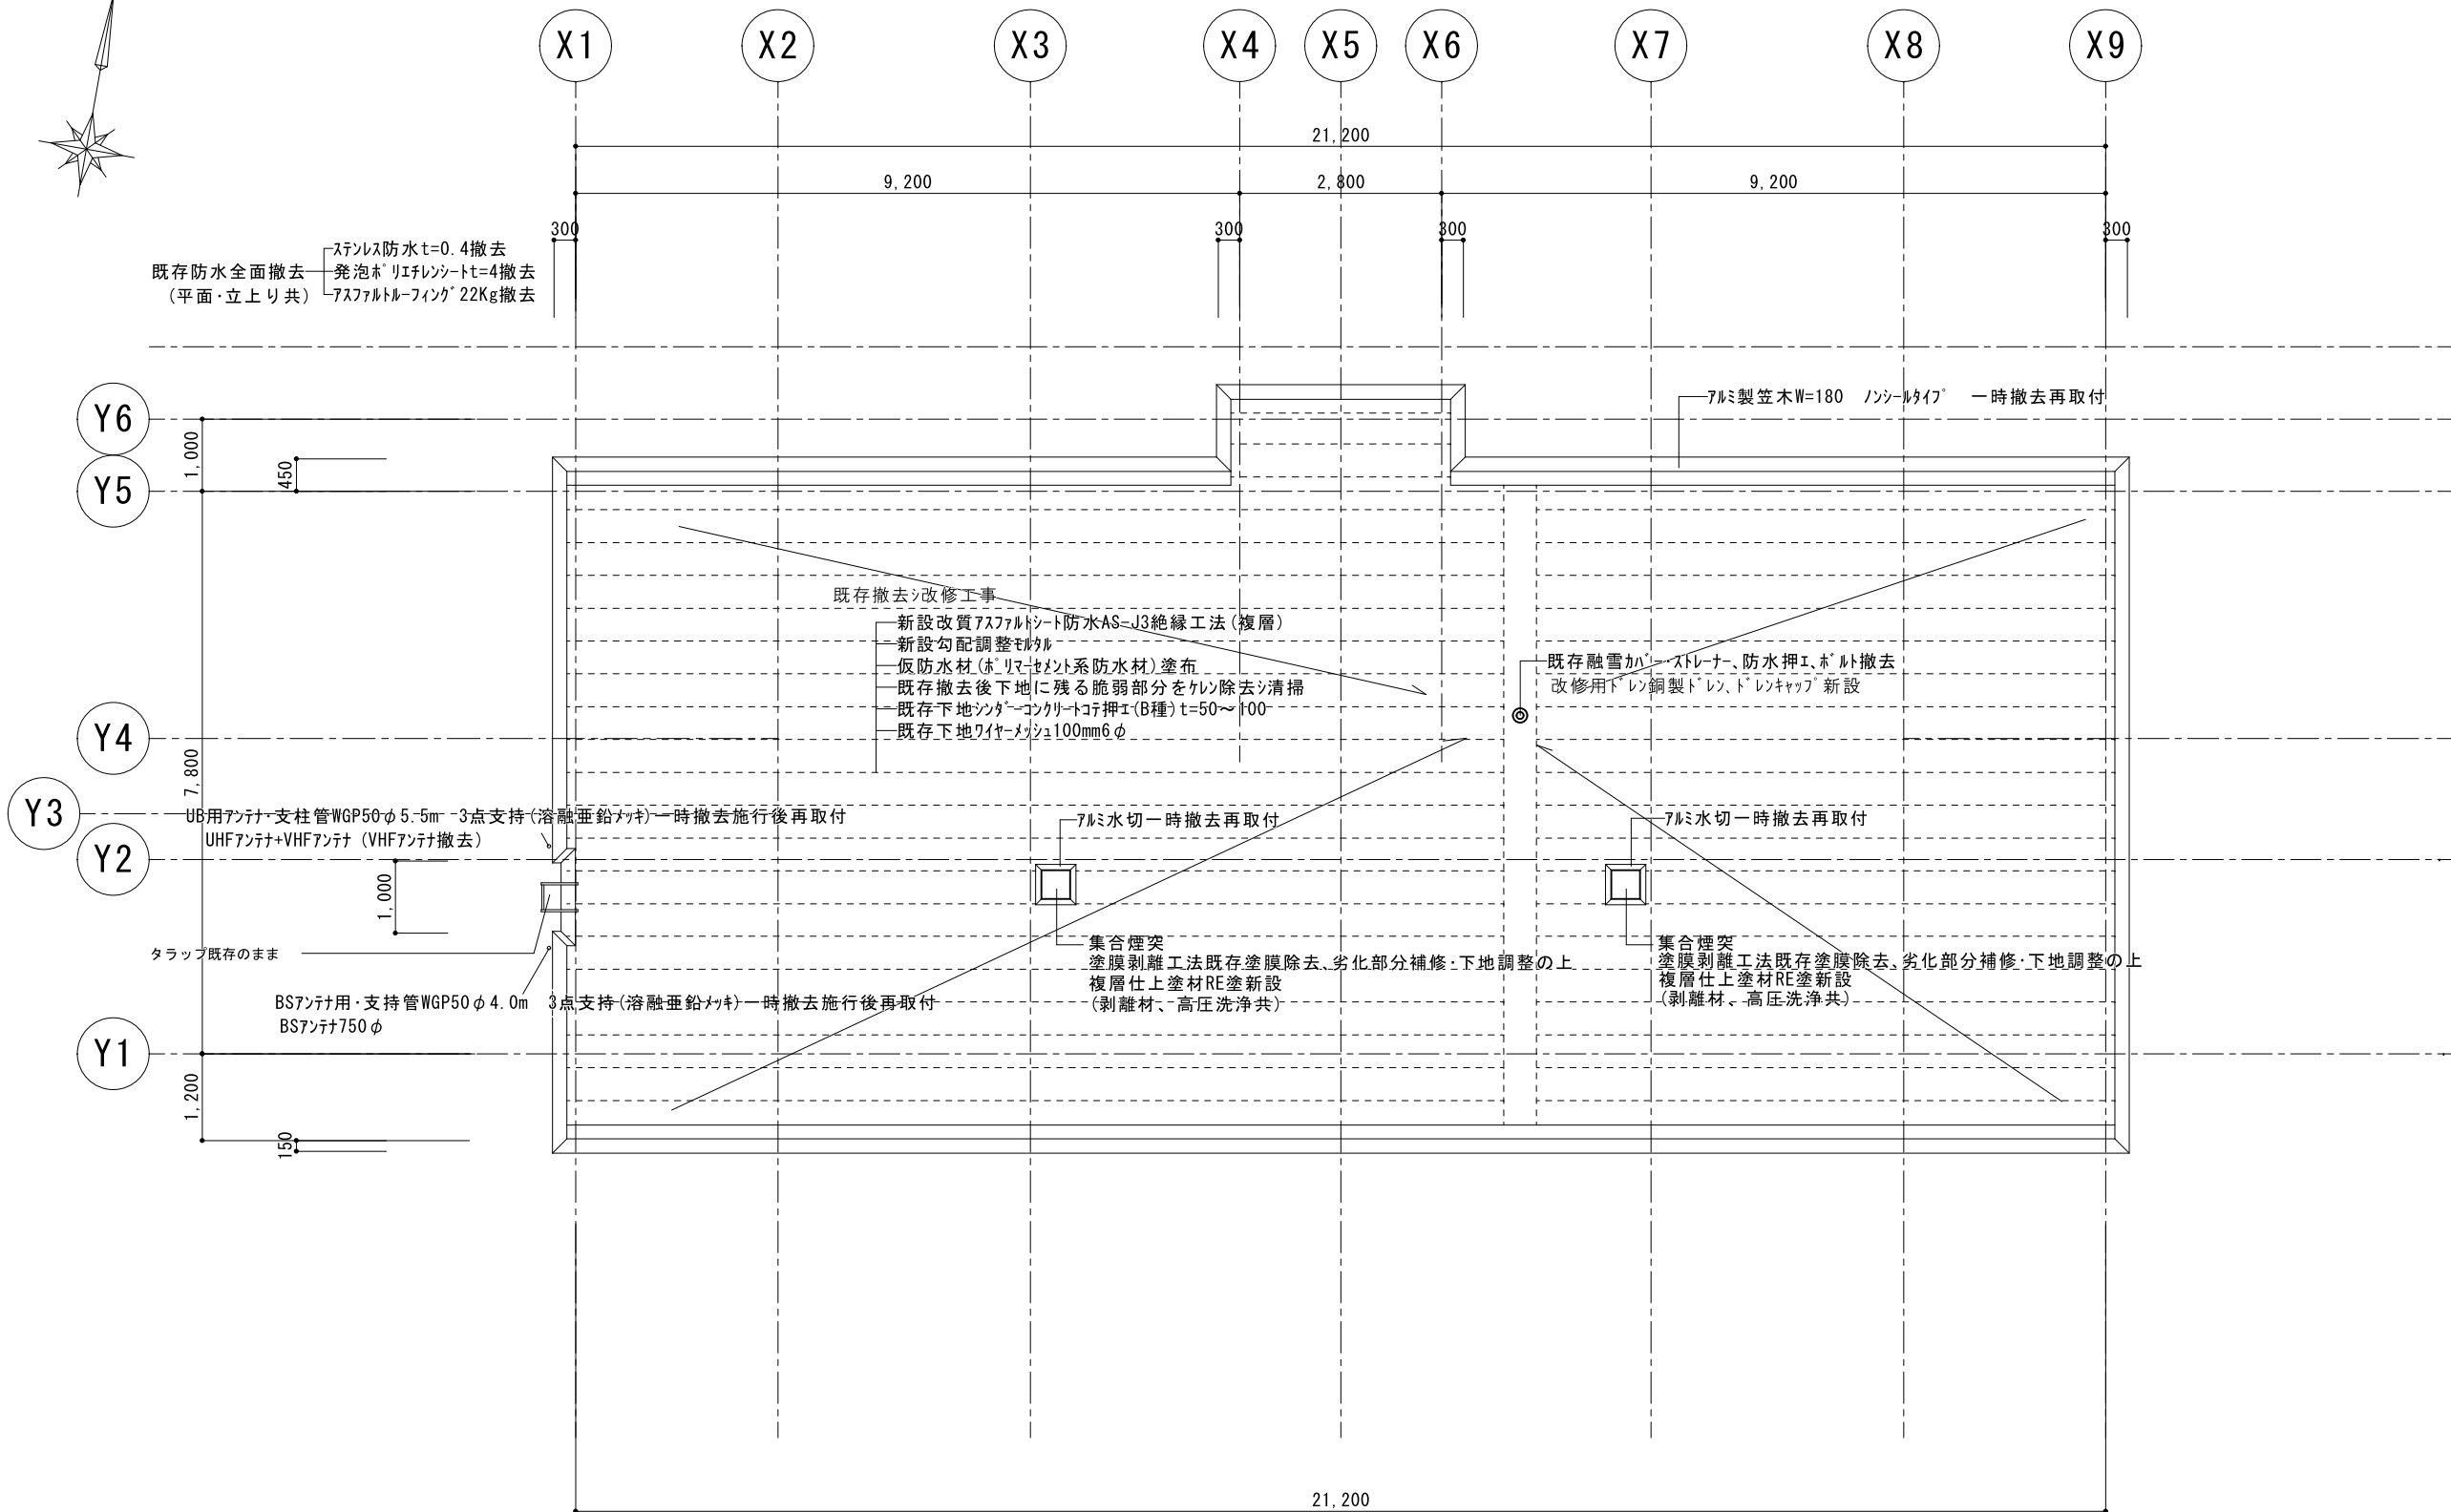 X1 X2 X3 X4 X5 X6 X7 X8 X9
21,200
9,200 2,800 9,200
300 300 300 300
既存防水全面撤去
(平面･立上り共)
ｽﾃﾝﾚｽ防水t=0.4撤去
発泡ﾎﾟﾘｴﾁﾚﾝｼｰﾄt=4撤去
ｱｽﾌｧﾙﾄﾙｰﾌｨﾝｸﾞ22Kg撤去
Y6
ｱﾙﾐ製笠木W=180　ﾉﾝｼｰﾙﾀｲﾌﾟ　一時撤去再取付
1,000
450
Y5
既存撤去ｼ改修工事
新設改質ｱｽﾌｧﾙﾄｼｰﾄ防水AS-J3絶縁工法(複層)
新設勾配調整ﾓﾙﾀﾙ
仮防水材(ﾎﾟﾘﾏｰｾﾒﾝﾄ系防水材)塗布
既存撤去後下地に残る脆弱部分をｹﾚﾝ除去ｼ清掃
既存下地ｼﾝﾀﾞｰｺﾝｸﾘｰﾄｺﾃ押ｴ(B種)t=50～100
既存下地ﾜｲﾔｰﾒｯｼｭ100mm6φ
既存融雪ｶﾊﾞｰ･ｽﾄﾚｰﾅｰ､防水押ｴ､ﾎﾞﾙﾄ撤去
改修用ﾄﾞﾚﾝ銅製ﾄﾞﾚﾝ､ﾄﾞﾚﾝｷｬｯﾌﾟ新設
Y4
7,800
Y3
UB用ｱﾝﾃﾅ･支柱管WGP50φ5.5m　3点支持(溶融亜鉛ﾒｯｷ)一時撤去施行後再取付
UHFｱﾝﾃﾅ+VHFｱﾝﾃﾅ (VHFｱﾝﾃﾅ撤去)
ｱﾙﾐ水切一時撤去再取付
ｱﾙﾐ水切一時撤去再取付
Y2
1,000
タラップ既存のまま
集合煙突
塗膜剥離工法既存塗膜除去､劣化部分補修･下地調整の上
複層仕上塗材RE塗新設
(剥離材、高圧洗浄共)
集合煙突
塗膜剥離工法既存塗膜除去､劣化部分補修･下地調整の上
複層仕上塗材RE塗新設
(剥離材、高圧洗浄共)
BSｱﾝﾃﾅ用･支持管WGP50φ4.0m　3点支持(溶融亜鉛ﾒｯｷ)一時撤去施行後再取付
BSｱﾝﾃﾅ750φ
Y1
1,200
150
21,200